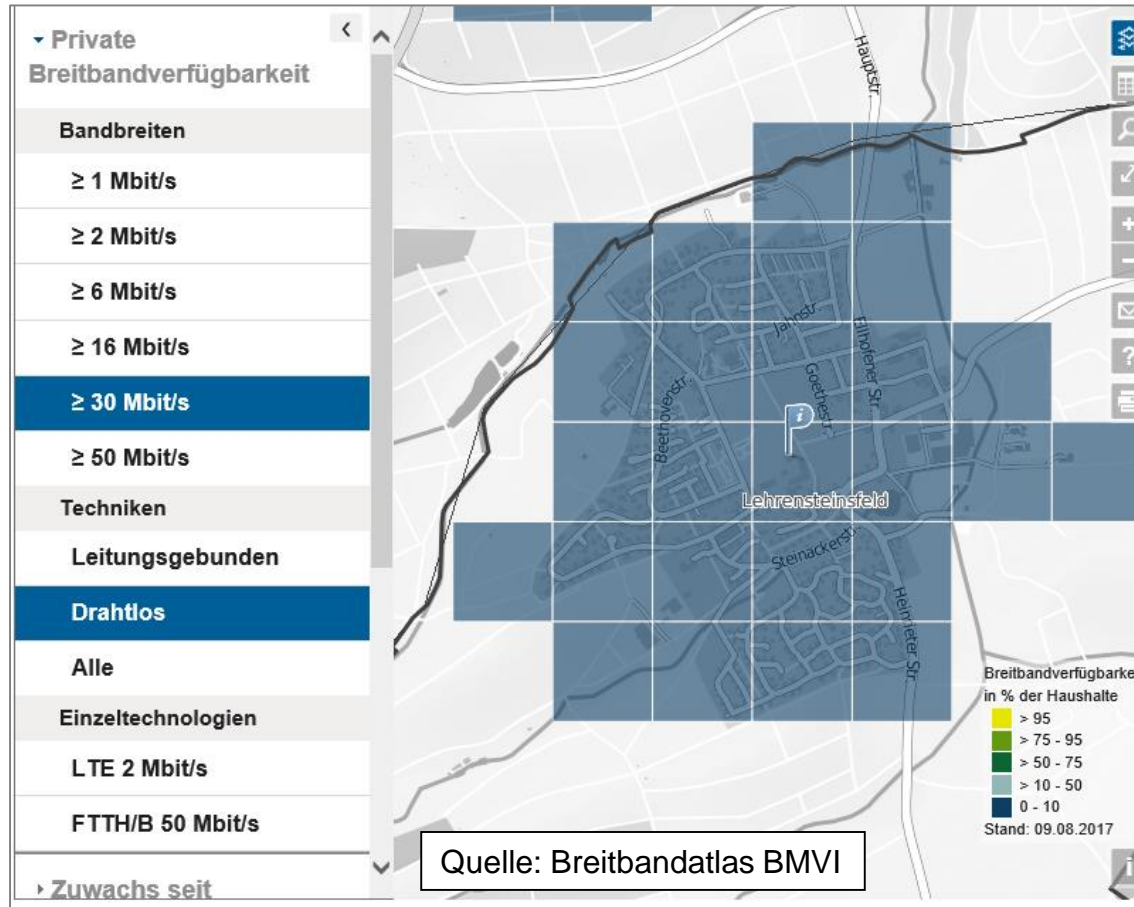 Private
Breitbandverfügbarkeit
Bandbreiten
≥ 1 Mbit/s
≥ 2 Mbit/s
≥ 6 Mbit/s
≥ 16 Mbit/s
≥ 30 Mbit/s
≥ 50 Mbit/s
Techniken
Leitungsgebunden
Drahtlos
Alle
Einzeltechnologien
LTE 2 Mbit/s
FTTH/B 50 Mbit/s
Zuwachs seit
Hauptstr.
Jahnstr.
Ellhofener Str.
Goethestr.
Beethovenstr.
i
Lehrensteinsfeld
Steinackerstr.
Heinrieter Str.
Breitbandverfügbarke
in % der Haushalte
> 95
> 75 - 95
> 50 - 75
> 10 - 50
0 - 10
Stand: 09.08.2017
?
i
Quelle: Breitbandatlas BMVI